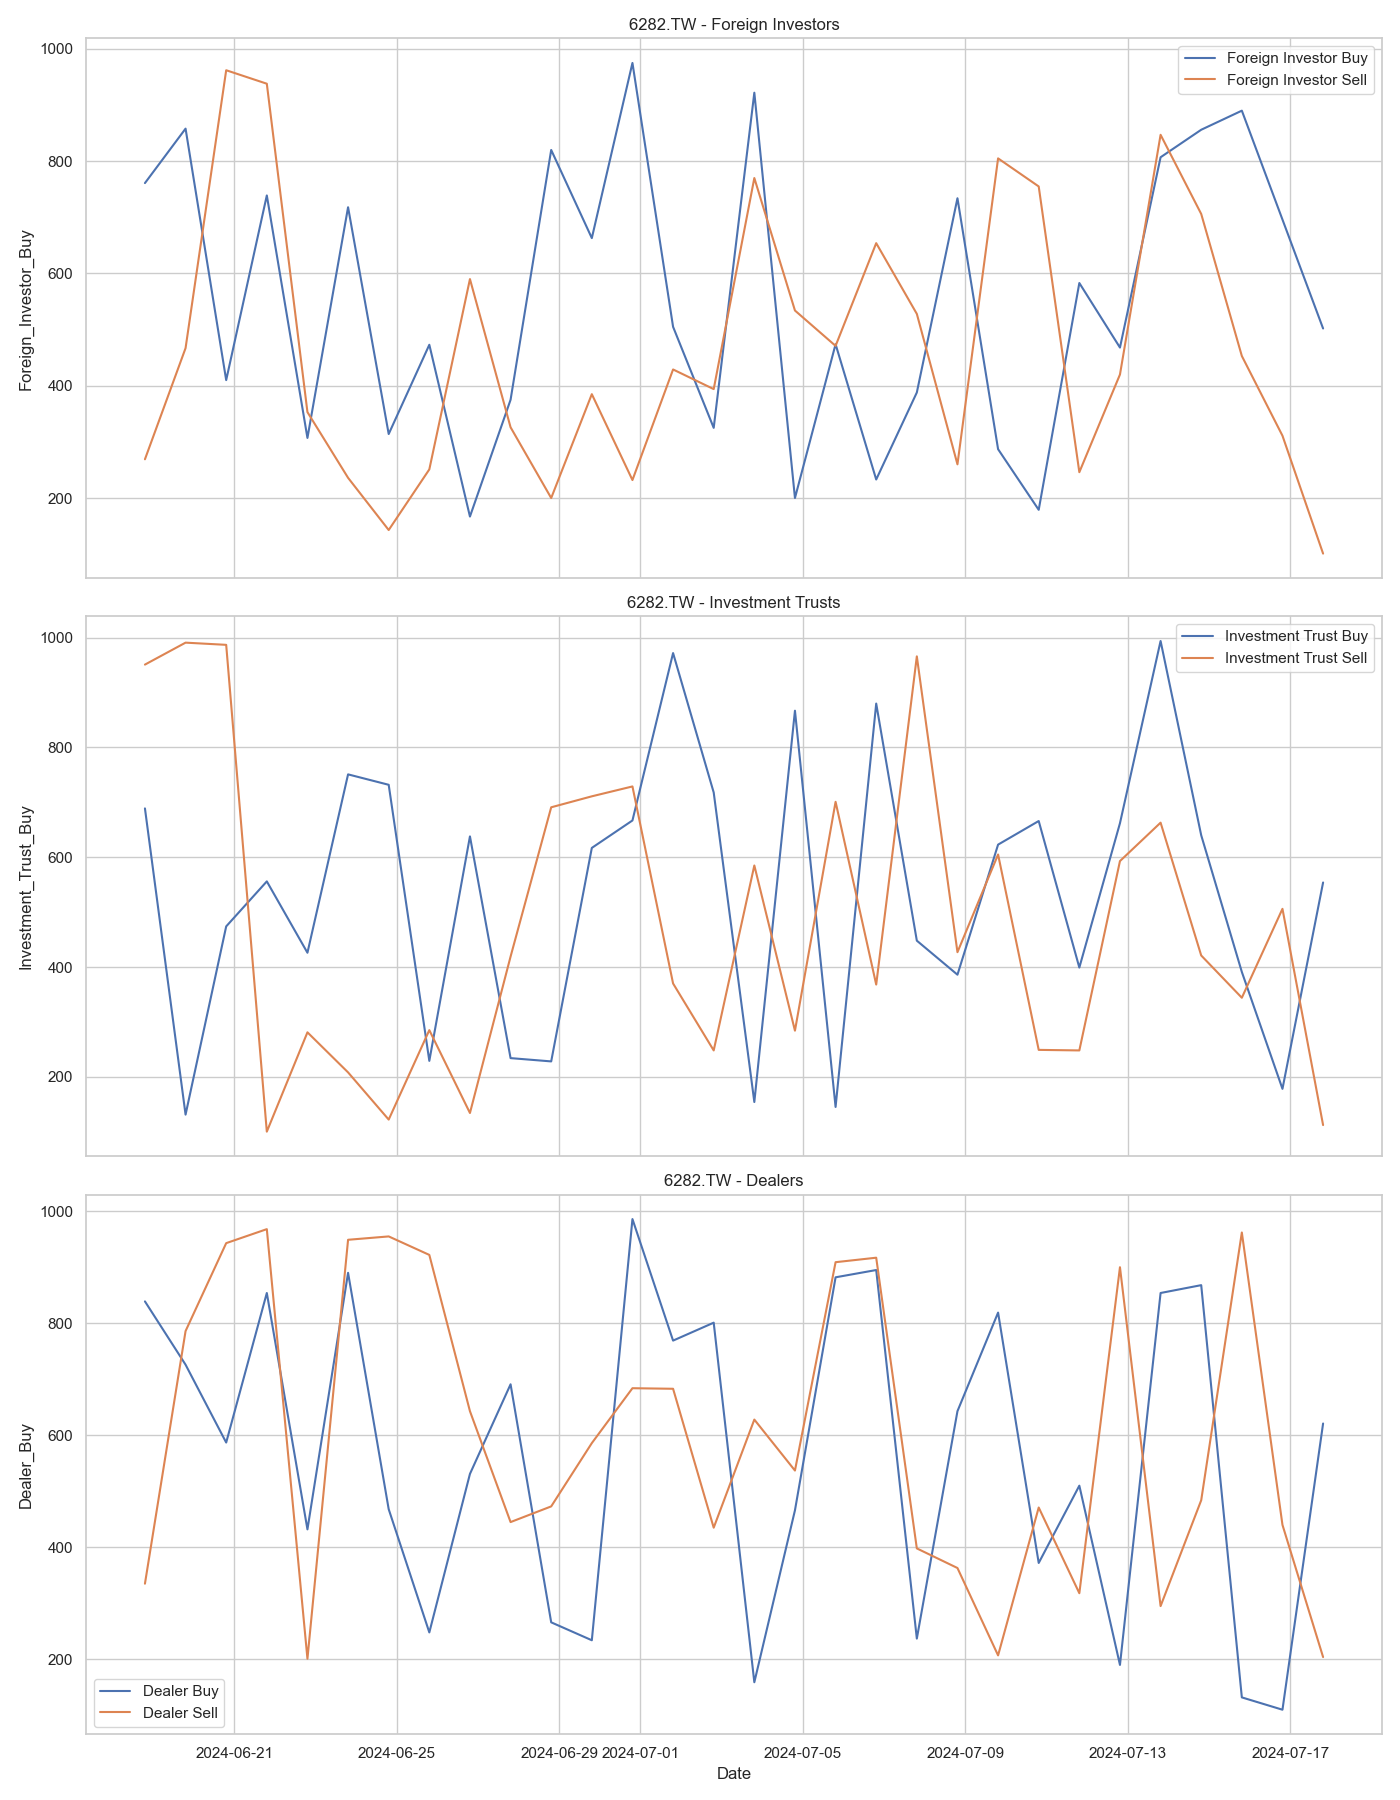 6282.TW - Foreign Investors
Foreign_Investor_Buy
1000
800
600
400
200
Foreign Investor Buy
Foreign Investor Sell
6282.TW - Investment Trusts
Investment_Trust_Buy
1000
800
600
400
200
Investment Trust Buy
Investment Trust Sell
6282.TW - Dealers
Dealer_Buy
1000
800
600
400
200
Dealer Buy
Dealer Sell
2024-06-21 2024-06-25 2024-06-29 2024-07-01 2024-07-05 2024-07-09 2024-07-13 2024-07-17
Date